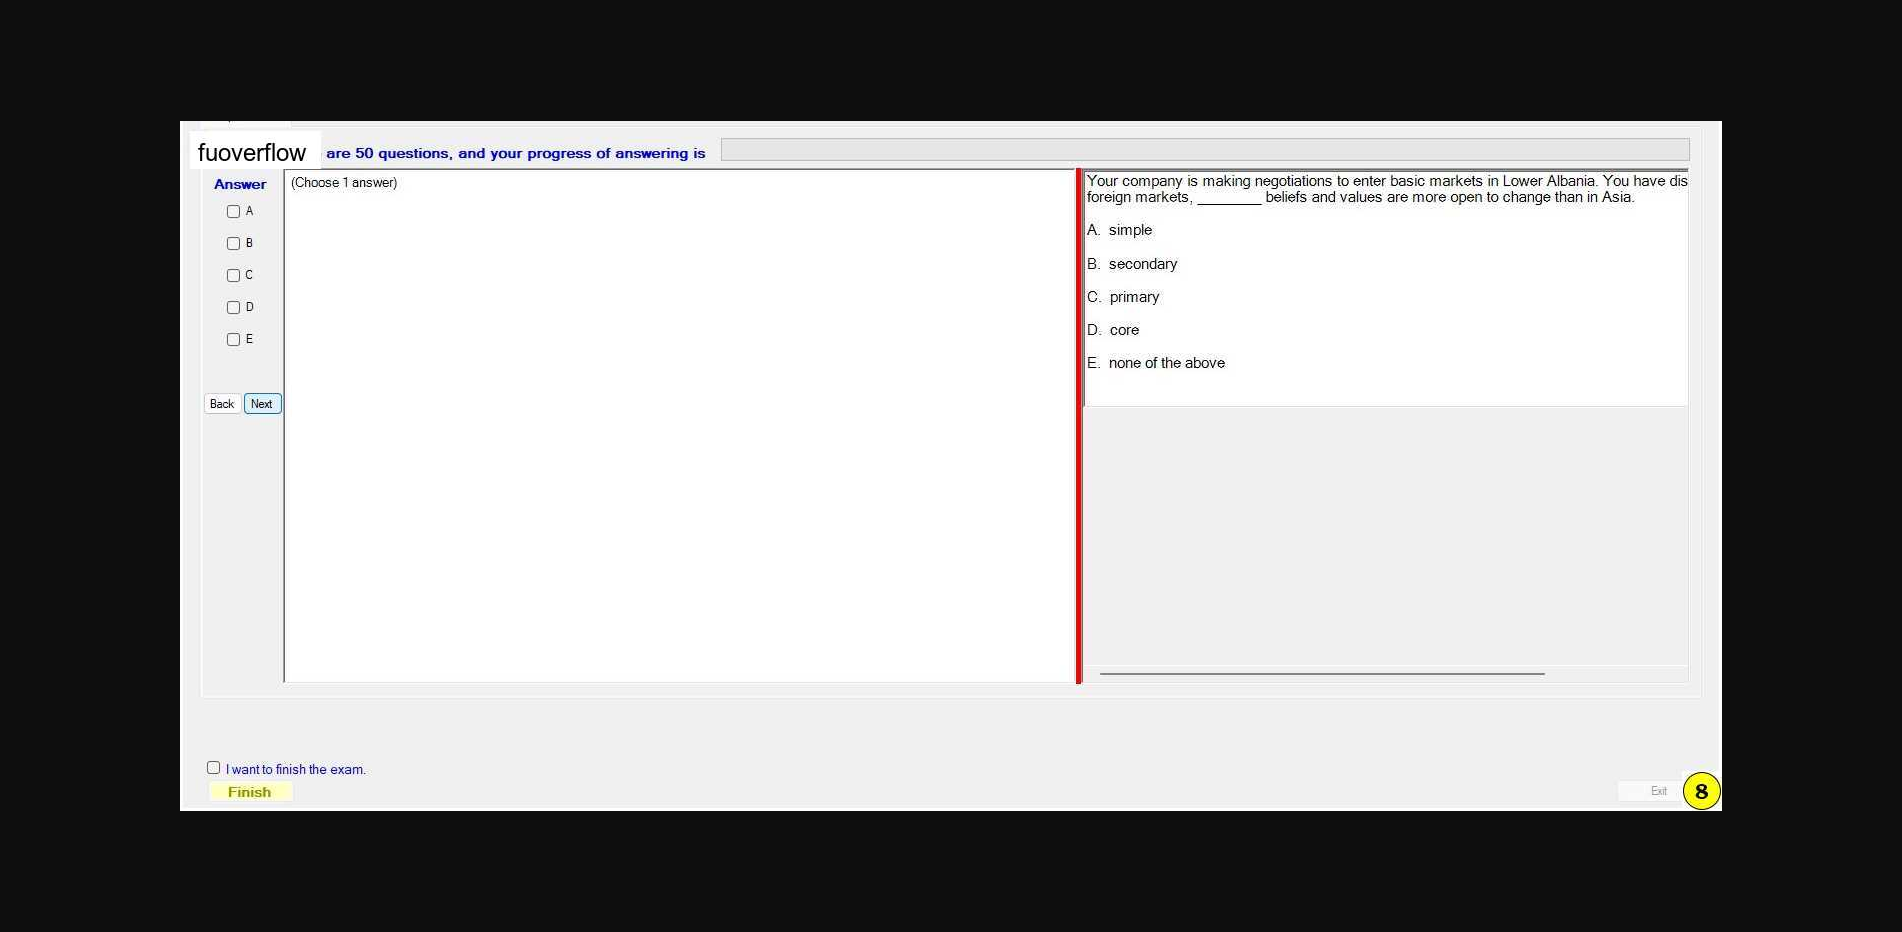 fuoverflow are 50 questions, and your progress of answering is
Answer
(Choose 1 answer)
A
B
C
D
E
Back Next
Your company is making negotiations to enter basic markets in Lower Albania. You have dis
foreign markets, ________ beliefs and values are more open to change than in Asia.
A. simple
B. secondary
C. primary
D. core
E. none of the above
I want to finish the exam.
Finish
Exit
8